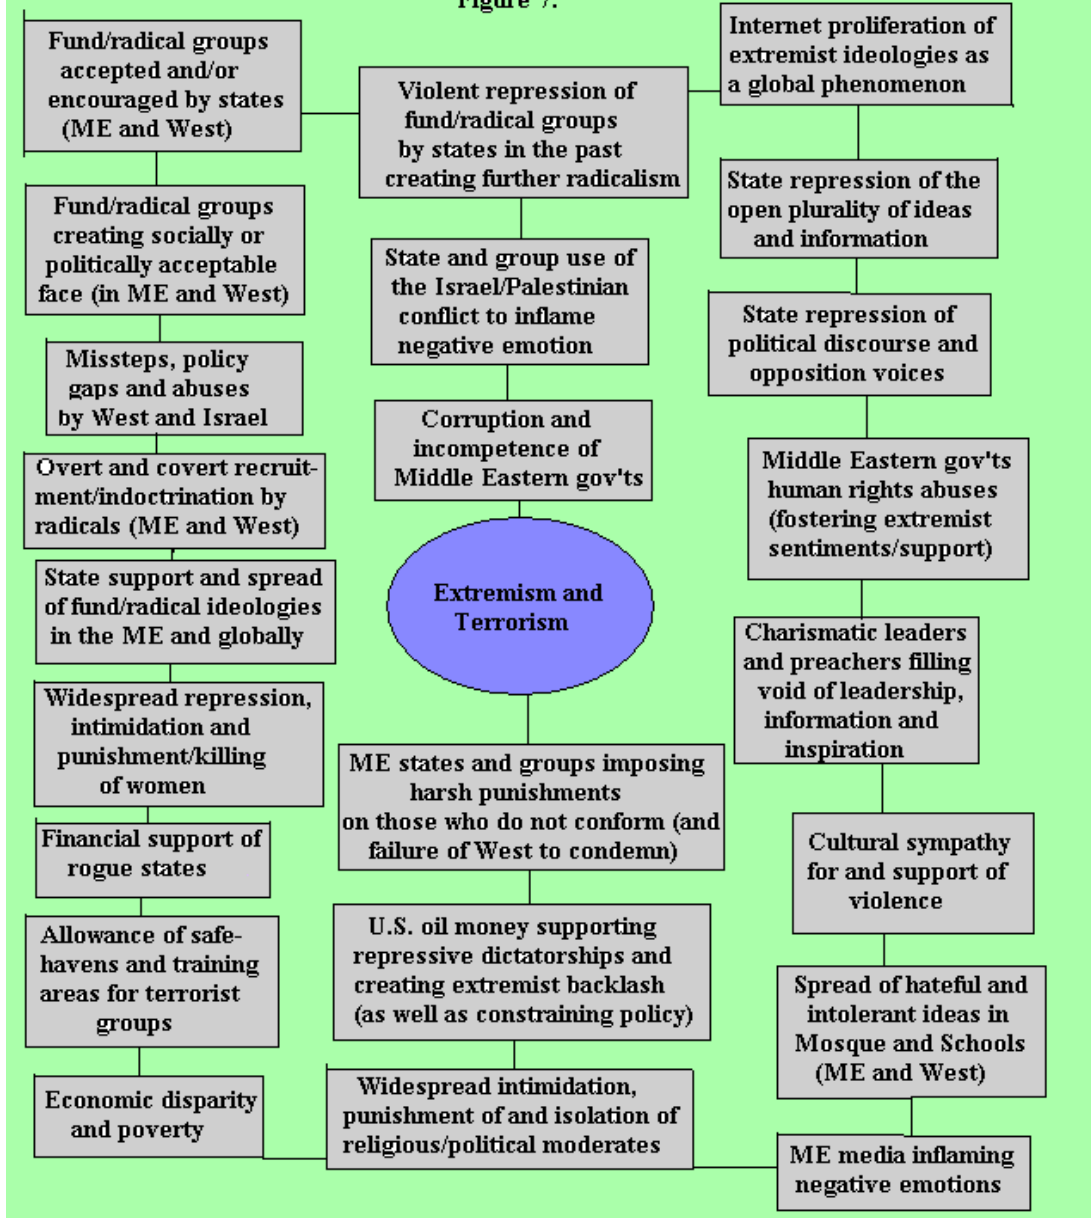 Figure 7.
Fund/radical groups
accepted and/or
encouraged by states
(ME and West)
Fund/radical groups
creating socially or
politically acceptable
face (in ME and West)
Missteps, policy
gaps and abuses
by West and Israel
Overt and covert recruit-
ment/indoctrination by
radicals (ME and West)
State support and spread
of fund/radical ideologies
in the ME and globally
Widespread repression,
intimidation and
punishment/killing
of women
Financial support of
rogue states
Allowance of safe-
havens and training
areas for terrorist
groups
Economic disparity
and poverty
Violent repression of
fund/radical groups
by states in the past
creating further radicalism
State and group use of
the Israel/Palestinian
conflict to inflame
negative emotion
Corruption and
incompetence of
Middle Eastern gov'ts
Extremism and
Terrorism
ME states and groups imposing
harsh punishments
on those who do not conform (and
failure of West to condemn)
U.S. oil money supporting
repressive dictatorships and
creating extremist backlash
(as well as constraining policy)
Widespread intimidation,
punishment of and isolation of
religious/political moderates
Internet proliferation of
extremist ideologies as
a global phenomenon
State repression of the
open plurality of ideas
and information
State repression of
political discourse and
opposition voices
Middle Eastern gov'ts
human rights abuses
(fostering extremist
sentiments/support)
Charismatic leaders
and preachers filling
void of leadership,
information and
inspiration
Cultural sympathy
for and support of
violence
Spread of hateful and
intolerant ideas in
Mosque and Schools
(ME and West)
ME media inflaming
negative emotions